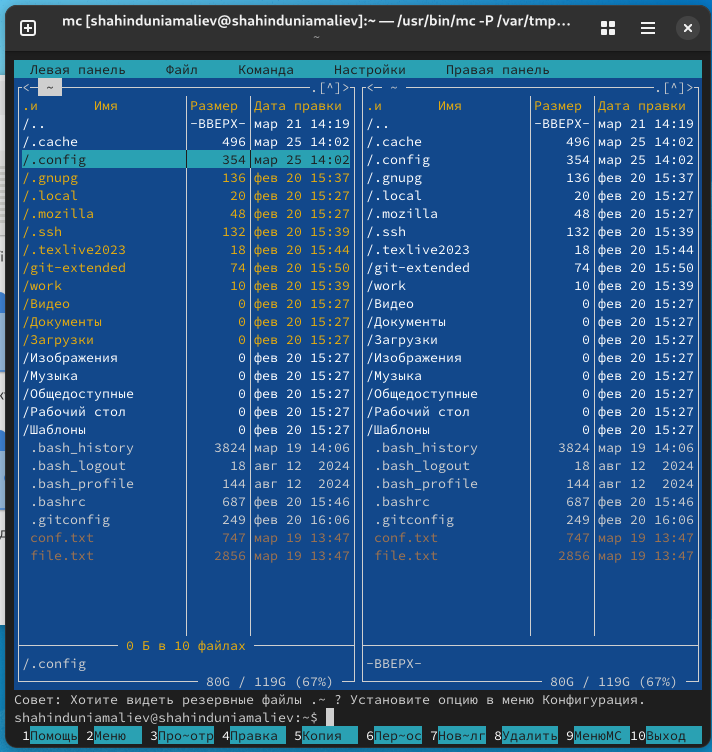 mc [shahinduniamaliev@shahinduniamaliev]:~ — /usr/bin/mc -P /var/tmp…
~
Левая панель Файл Команда Настройки Правая панель
<─ ~ .[^]> <─ ~ .[^]>
.и Имя Размер Дата правки .и Имя Размер Дата правки
/.. -ВВЕРХ- мар 21 14:19 /.. -ВВЕРХ- мар 21 14:19
/.cache 496 мар 25 14:02 /.cache 496 мар 25 14:02
/.config 354 мар 25 14:02 /.config 354 мар 25 14:02
/.gnupg 136 фев 20 15:37 /.gnupg 136 фев 20 15:37
/.local 20 фев 20 15:27 /.local 20 фев 20 15:27
/.mozilla 48 фев 20 15:27 /.mozilla 48 фев 20 15:27
/.ssh 132 фев 20 15:39 /.ssh 132 фев 20 15:39
/.texlive2023 18 фев 20 15:44 /.texlive2023 18 фев 20 15:44
/git-extended 74 фев 20 15:50 /git-extended 74 фев 20 15:50
/work 10 фев 20 15:39 /work 10 фев 20 15:39
/Видео 0 фев 20 15:27 /Видео 0 фев 20 15:27
/Документы 0 фев 20 15:27 /Документы 0 фев 20 15:27
/Загрузки 0 фев 20 15:27 /Загрузки 0 фев 20 15:27
/Изображения 0 фев 20 15:27 /Изображения 0 фев 20 15:27
/Музыка 0 фев 20 15:27 /Музыка 0 фев 20 15:27
/Общедоступные 0 фев 20 15:27 /Общедоступные 0 фев 20 15:27
/Рабочий стол 0 фев 20 15:27 /Рабочий стол 0 фев 20 15:27
/Шаблоны 0 фев 20 15:27 /Шаблоны 0 фев 20 15:27
.bash_history 3824 мар 19 14:06 .bash_history 3824 мар 19 14:06
.bash_logout 18 авг 12 2024 .bash_logout 18 авг 12 2024
.bash_profile 144 авг 12 2024 .bash_profile 144 авг 12 2024
.bashrc 687 фев 20 15:46 .bashrc 687 фев 20 15:46
.gitconfig 249 фев 20 16:06 .gitconfig 249 фев 20 16:06
conf.txt 747 мар 19 13:47 conf.txt 747 мар 19 13:47
file.txt 2856 мар 19 13:47 file.txt 2856 мар 19 13:47
0 Б в 10 файлах
/.config -ВВЕРХ-
80G / 119G (67%) 80G / 119G (67%)
Совет: Хотите видеть резервные файлы .~ ? Установите опцию в меню Конфигурация.
shahinduniamaliev@shahinduniamaliev:~$
1Помощь 2Меню 3Про~отр 4Правка 5Копия 6Пер~ос 7Нов~лг 8Удалить 9МенюMC 10Выход